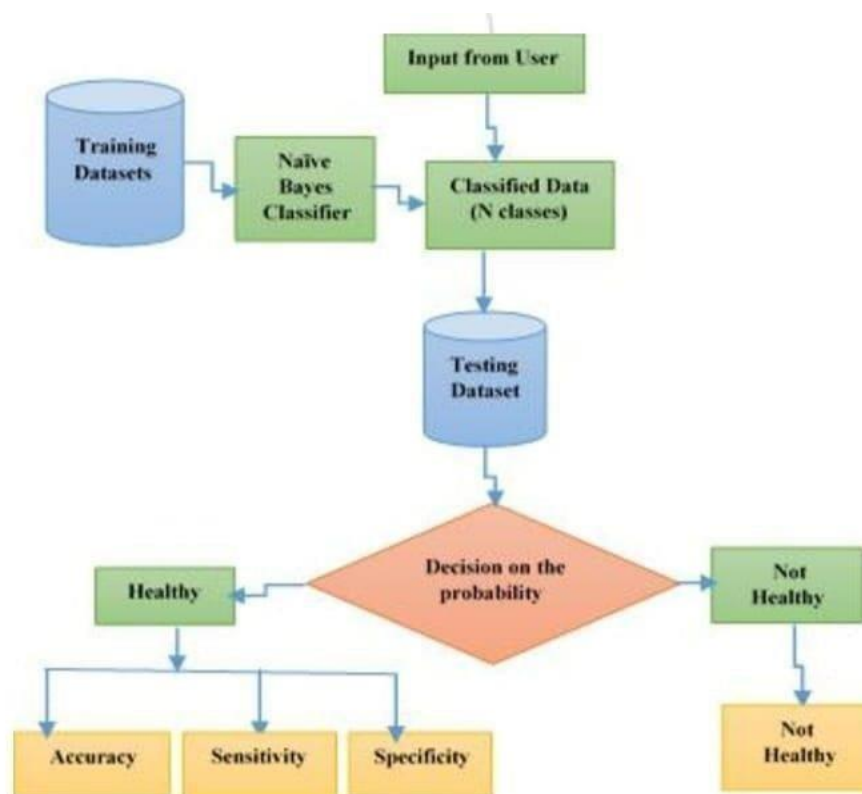 Input from User
Training
Datasets
Naïve
Bayes
Classifier
Classified Data
(N classes)
Testing
Dataset
Decision on the
probability
Healthy
Not
Healthy
Accuracy
Sensitivity
Specificity
Not
Healthy